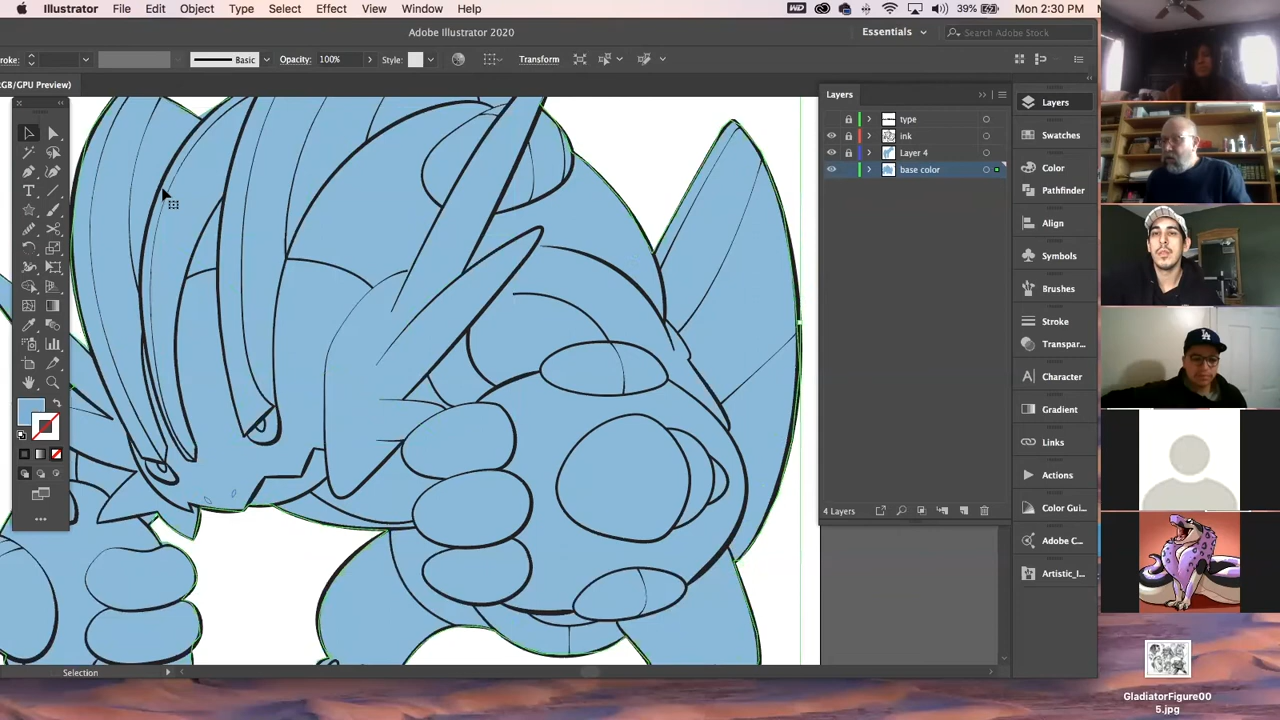 Illustrator File Edit Object Type Select Effect View Window Help 39% Mon 2:30 PM
Adobe Illustrator 2020 Essentials Search Adobe Stock
roke: Basic Opacity: 100% Style: Transform
GB/GPU Preview)
Layers
type
ink
Layer 4
base color
4 Layers
Layers
Swatches
Color
Pathfinder
Align
Symbols
Brushes
Stroke
Transpar...
Character
Gradient
Links
Actions
Color Gui...
Adobe C...
Artistic_I...
Selection
GladiatorFigure00
5.jpg